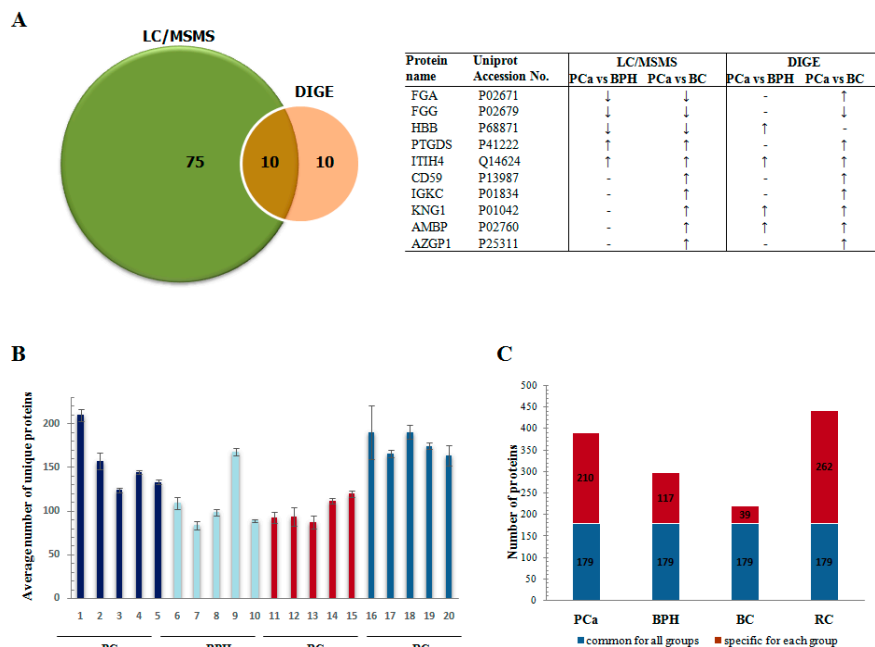 A
LC/MSMS
DIGE
75
10
10
Protein name Uniprot Accession No. LC/MSMS DIGE
PCa vs BPH PCa vs BC PCa vs BPH PCa vs BC
FGA P02671 ↓ ↓ - ↑
FGG P02679 ↓ ↓ - ↓
HBB P68871 ↓ ↓ ↑ -
PTGDS P41222 ↑ ↑ - ↑
ITIH4 Q14624 ↑ ↑ ↑ ↑
CD59 P13987 - ↑ - ↑
IGKC P01834 - ↑ - ↑
KNG1 P01042 - ↑ ↑ ↑
AMBP P02760 - ↑ ↑ ↑
AZGP1 P25311 - ↑ - ↑
B
Average number of unique proteins
200
150
100
50
0
1 2 3 4 5 6 7 8 9 10 11 12 13 14 15 16 17 18 19 20
BPH
C
Number of proteins
500
450
400
350
300
250
200
150
100
50
0
210
117
39
262
179
179
179
179
PCa BPH BC RC
common for all groups specific for each group